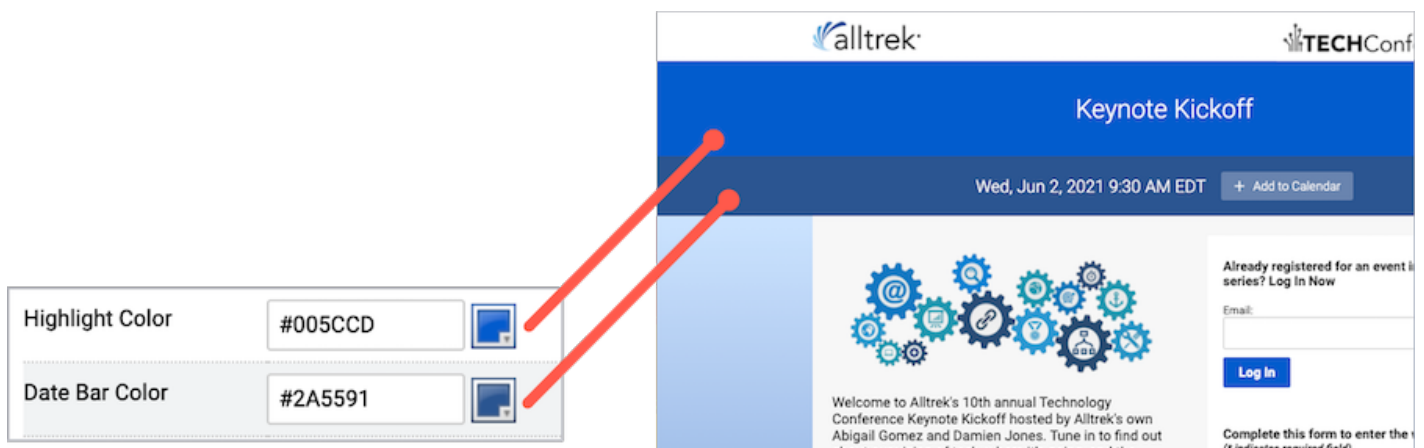 alltrek
TECHConf
Keynote Kickoff
Wed, Jun 2, 2021 9:30 AM EDT
+ Add to Calendar
Highlight Color
#005CCD
Date Bar Color
#2A5591
@
Welcome to Alltrek's 10th annual Technology
Conference Keynote Kickoff hosted by Alltrek's own
Abigail Gomez and Damien Jones. Tune in to find out
Already registered for an event i
series? Log In Now
Email:
Log In
Complete this form to enter the